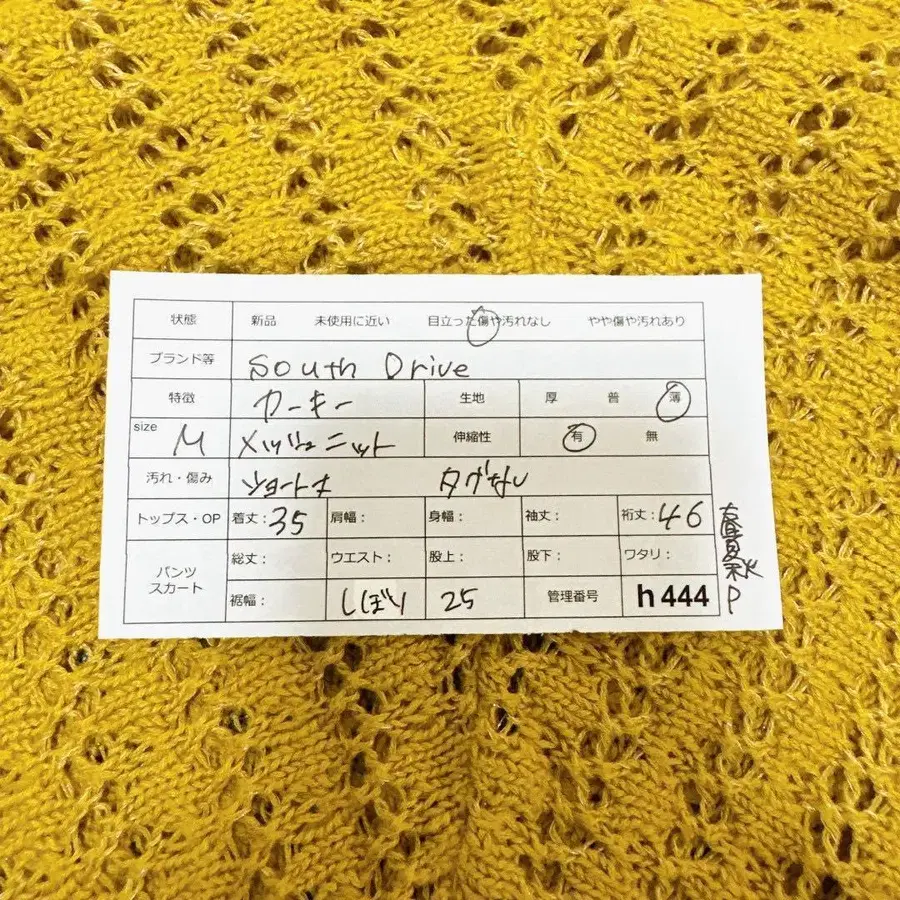 状態 新品 未使用に近い 目立った傷や汚れなし やや傷や汚れあり
ブランド等 South Drive
特徴 カーキー 生地 厚 普 薄
size M メッシュニット 伸縮性 有 無
汚れ・傷み ショート丈 タグなし
トップス・OP 着丈：35 肩幅： 身幅： 袖丈： 裄丈：46
パンツ スカート 総丈： ウエスト： 股上： 股下： ワタリ：
裾幅： しぼり 25 管理番号 h444
春夏秋
P